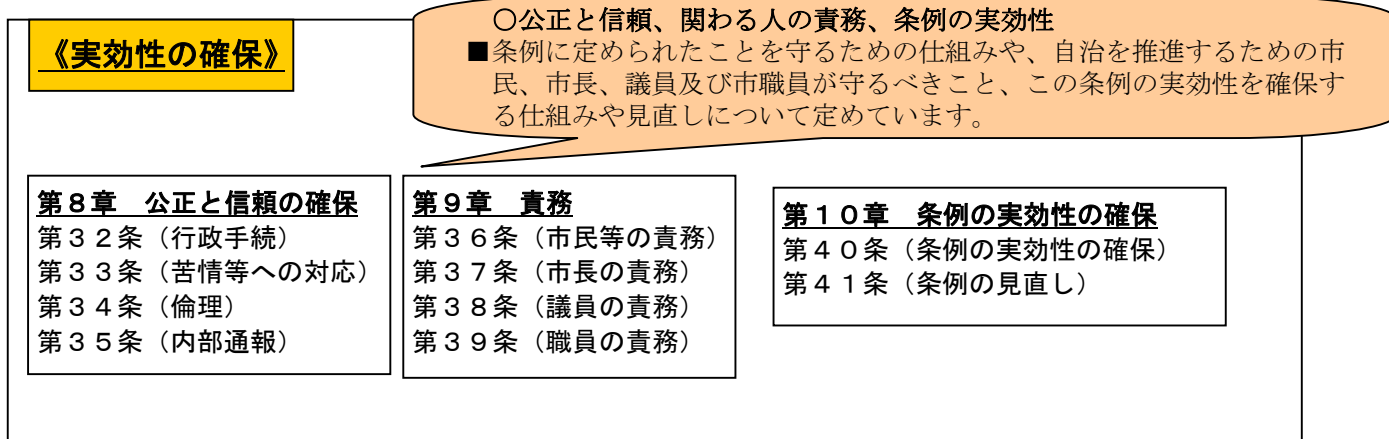 《実効性の確保》
〇公正と信頼、関わる人の責務、条例の実効性
■条例に定められたことを守るための仕組みや、自治を推進するための市
民、市長、議員及び市職員が守るべきこと、この条例の実効性を確保す
る仕組みや見直しについて定めています。
第８章　公正と信頼の確保
第３２条（行政手続）
第３３条（苦情等への対応）
第３４条（倫理）
第３５条（内部通報）
第９章　責務
第３６条（市民等の責務）
第３７条（市長の責務）
第３８条（議員の責務）
第３９条（職員の責務）
第１０章　条例の実効性の確保
第４０条（条例の実効性の確保）
第４１条（条例の見直し）